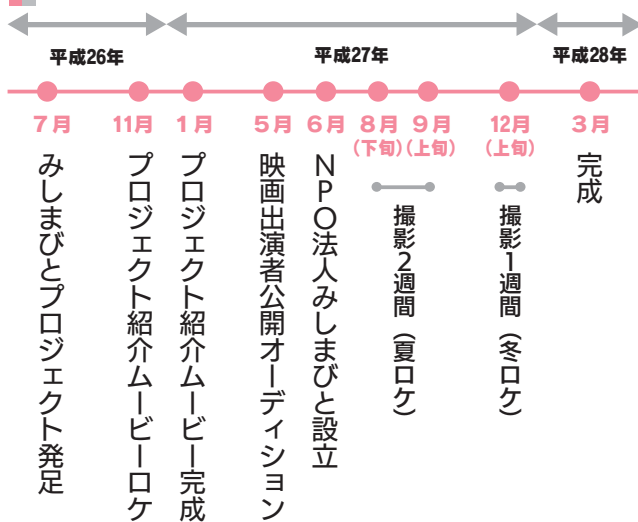 平成26年
平成27年
平成28年
7月
11月
1月
5月
6月
8月
(下旬)
9月
(上旬)
12月
(上旬)
3月
みしまびとプロジェクト発足
プロジェクト紹介ムービーロケ
プロジェクト紹介ムービー完成
映画出演者公開オーディション
NPO法人みしまびと設立
撮影2週間(夏ロケ)
撮影1週間(冬ロケ)
完成